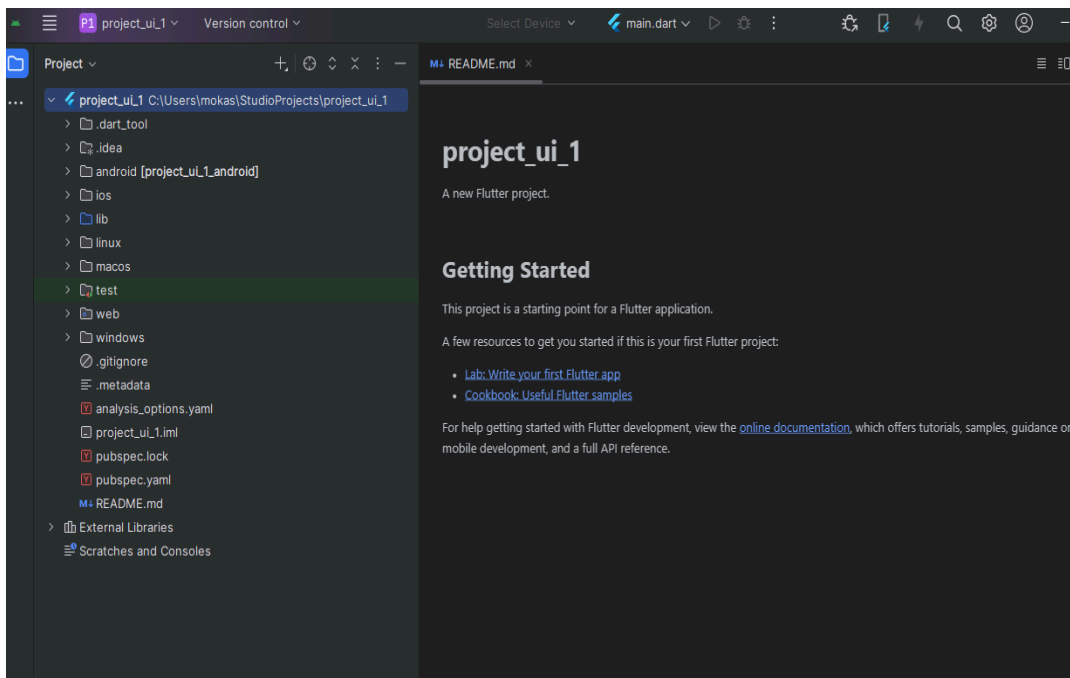 P1 project_ui_1 Version control Select Device main.dart
Project
M↓ README.md
project_ui_1 C:\Users\mokas\StudioProjects\project_ui_1
.dart_tool
.idea
android [project_ui_1_android]
ios
lib
linux
macos
test
web
windows
.gitignore
.metadata
analysis_options.yaml
project_ui_1.iml
pubspec.lock
pubspec.yaml
M↓ README.md
External Libraries
Scratches and Consoles
project_ui_1
A new Flutter project.
Getting Started
This project is a starting point for a Flutter application.
A few resources to get you started if this is your first Flutter project:
• Lab: Write your first Flutter app
• Cookbook: Useful Flutter samples
For help getting started with Flutter development, view the online documentation, which offers tutorials, samples, guidance on
mobile development, and a full API reference.